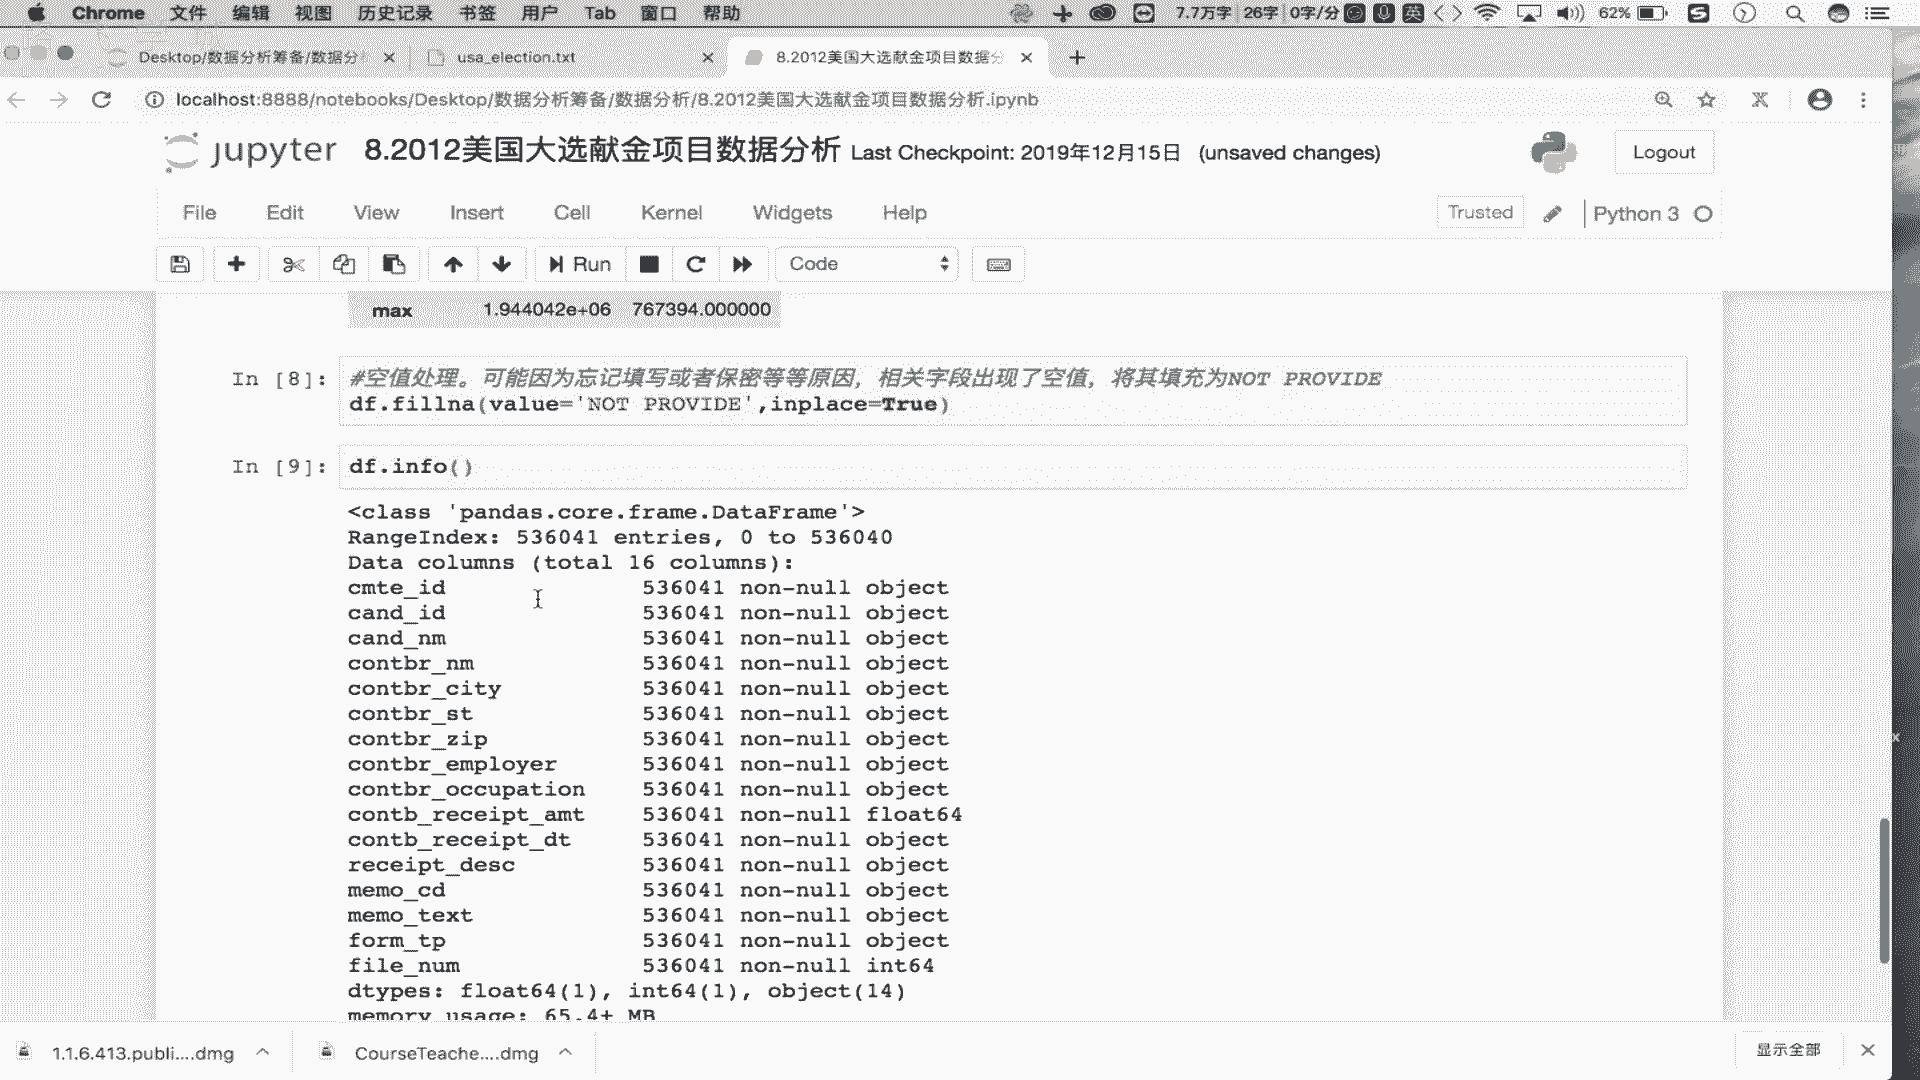 Chrome 文件 编辑 视图 历史记录 书签 用户 Tab 窗口 帮助 7.7万字 26字 0字/分 英 62%
Desktop/数据分析筹备/数据分 usa_election.txt 8.2012美国大选献金项目数据分
localhost:8888/notebooks/Desktop/数据分析筹备/数据分析/8.2012美国大选献金项目数据分析.ipynb
jupyter 8.2012美国大选献金项目数据分析 Last Checkpoint: 2019年12月15日 (unsaved changes) Logout
File Edit View Insert Cell Kernel Widgets Help Trusted Python 3
Run Code
max 1.944042e+06 767394.000000
In [8]: #空值处理。可能因为忘记填写或者保密等等原因，相关字段出现了空值，将其填充为NOT PROVIDE
df.fillna(value='NOT PROVIDE',inplace=True)
In [9]: df.info()
<class 'pandas.core.frame.DataFrame'>
RangeIndex: 536041 entries, 0 to 536040
Data columns (total 16 columns):
cmte_id 536041 non-null object
cand_id 536041 non-null object
cand_nm 536041 non-null object
contbr_nm 536041 non-null object
contbr_city 536041 non-null object
contbr_st 536041 non-null object
contbr_zip 536041 non-null object
contbr_employer 536041 non-null object
contbr_occupation 536041 non-null object
contb_receipt_amt 536041 non-null float64
contb_receipt_dt 536041 non-null object
receipt_desc 536041 non-null object
memo_cd 536041 non-null object
memo_text 536041 non-null object
form_tp 536041 non-null object
file_num 536041 non-null int64
dtypes: float64(1), int64(1), object(14)
memory usage: 65.4+ MB
1.1.6.413.publi....dmg CourseTeache....dmg 显示全部